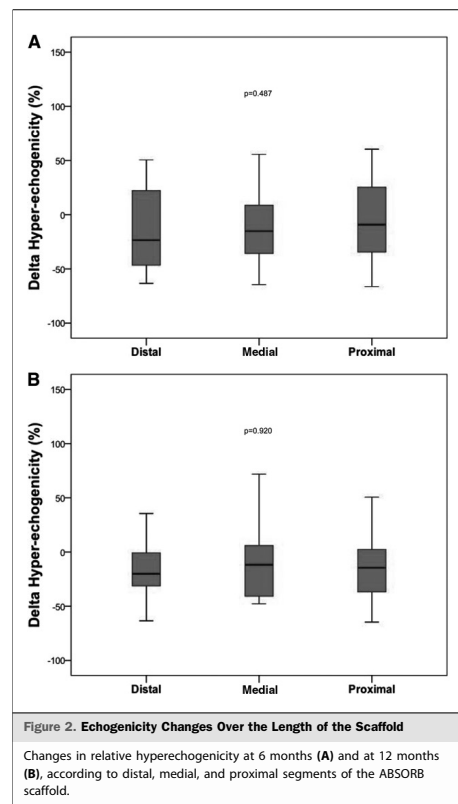 A
150
100
50
0
-50
-100
Delta Hyper-echogenicity (%)
p=0.487
Distal Medial Proximal
B
150
100
50
0
-50
-100
Delta Hyper-echogenicity (%)
p=0.920
Distal Medial Proximal
Figure 2. Echogenicity Changes Over the Length of the Scaffold
Changes in relative hyperechogenicity at 6 months (A) and at 12 months
(B), according to distal, medial, and proximal segments of the ABSORB
scaffold.